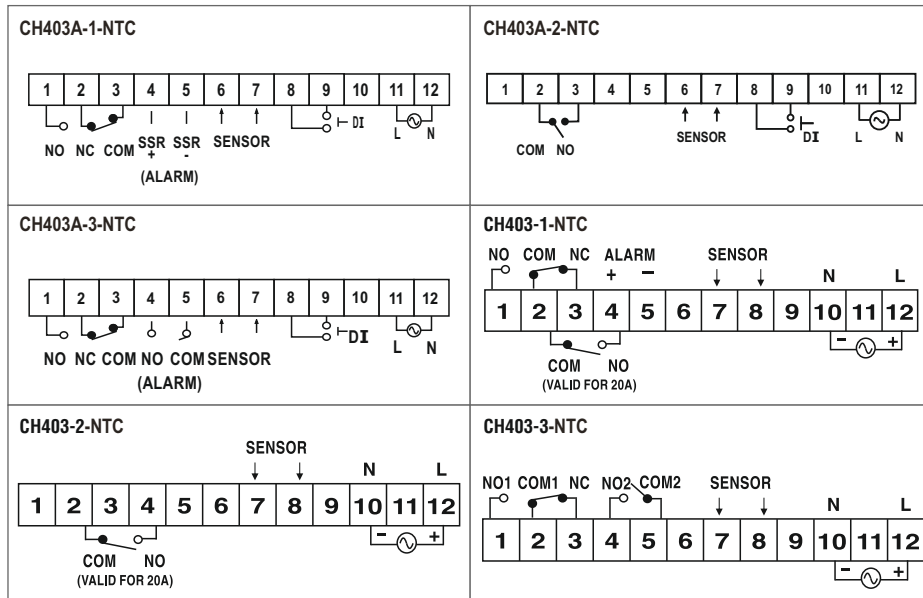 CH403A-1-NTC
1 2 3 4 5 6 7 8 9 10 11 12
NO NC COM SSR + SSR - SENSOR DI L N
(ALARM)
CH403A-2-NTC
1 2 3 4 5 6 7 8 9 10 11 12
COM NO SENSOR DI L N
CH403A-3-NTC
1 2 3 4 5 6 7 8 9 10 11 12
NO NC COM NO COM SENSOR DI L N
(ALARM)
CH403-1-NTC
NO COM NC ALARM SENSOR
+ - N L
1 2 3 4 5 6 7 8 9 10 11 12
COM NO - +
(VALID FOR 20A)
CH403-2-NTC
SENSOR
N L
1 2 3 4 5 6 7 8 9 10 11 12
- +
COM NO
(VALID FOR 20A)
CH403-3-NTC
NO1 COM1 NC NO2 COM2 SENSOR
N L
1 2 3 4 5 6 7 8 9 10 11 12
- +